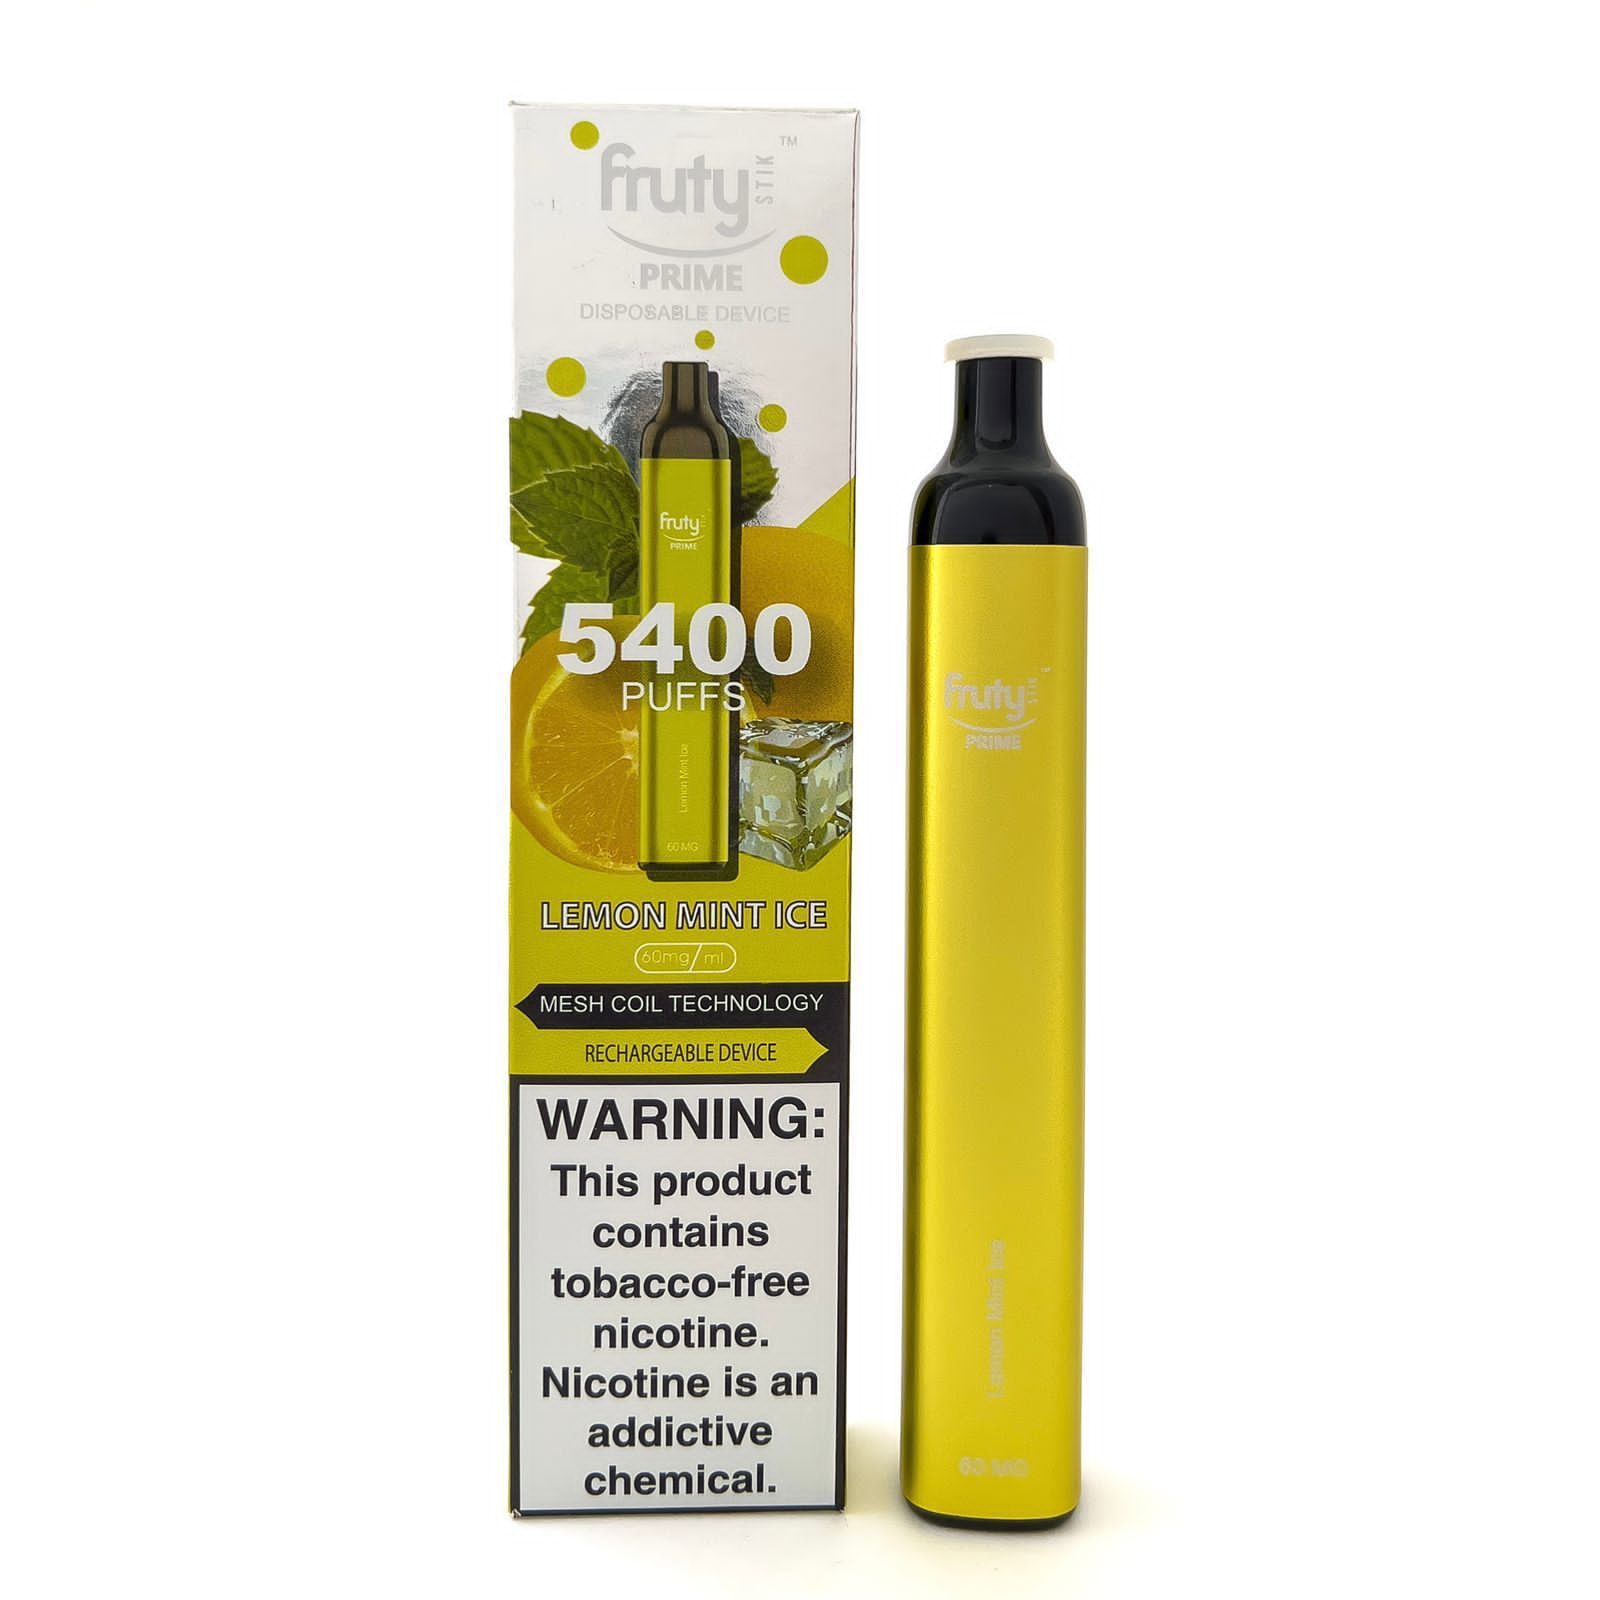 fruty STIK ™
PRIME
DISPOSABLE DEVICE
fruty STIK
PRIME
5400
PUFFS
Lemon Mint Ice
60 MG
LEMON MINT ICE
60mg/ml
MESH COIL TECHNOLOGY
RECHARGEABLE DEVICE
WARNING:
This product
contains
tobacco-free
nicotine.
Nicotine is an
addictive
chemical.
fruty STIK ™
PRIME
Lemon Mint Ice
60 MG